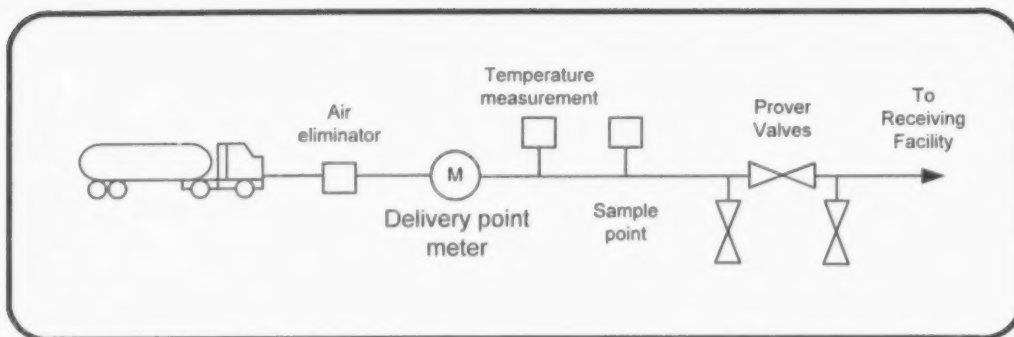 Air
eliminator
M
Delivery point
meter
Temperature
measurement
Sample
point
Prover
Valves
To
Receiving
Facility